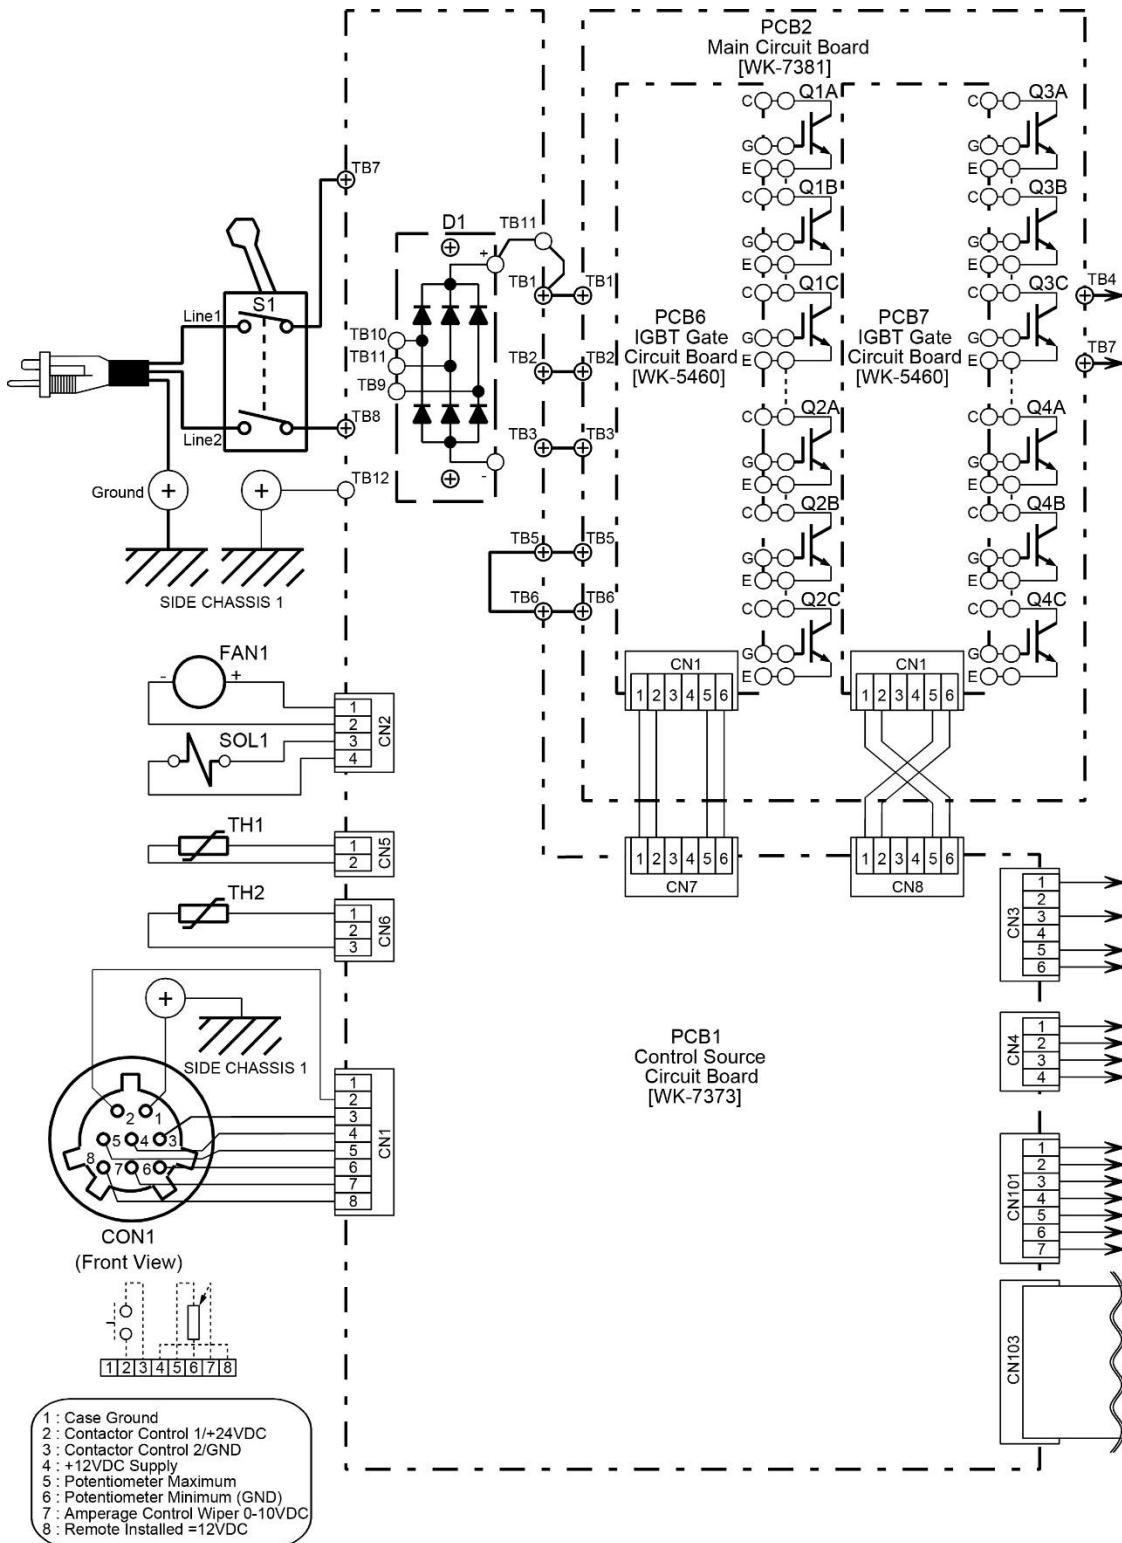 PCB2
Main Circuit Board
[WK-7381]
Q1A
Q3A
C
C
G
G
E
E
TB7
Q1B
Q3B
C
C
D1
TB11
G
G
+
E
E
S1
TB1
TB1
Q1C
Q3C
TB4
C
C
Line1
PCB6
IGBT Gate
Circuit Board
[WK-5460]
PCB7
IGBT Gate
Circuit Board
[WK-5460]
TB10
G
G
TB11
TB2
TB2
E
E
TB7
TB9
Q2A
Q4A
TB8
C
C
Line2
TB3
TB3
G
G
-
E
E
Ground
TB12
Q2B
Q4B
C
C
TB5
TB5
G
G
E
E
SIDE CHASSIS 1
TB6
TB6
Q2C
Q4C
C
C
FAN1
G
G
- +
CN1
CN1
E
E
1 2 3 4 5 6
1 2 3 4 5 6
1
2
3
4
CN2
SOL1
TH1
1
2
CN5
1 2 3 4 5 6
1 2 3 4 5 6
CN7
CN8
TH2
1
2
3
CN6
1
2
3
4
5
6
CN3
SIDE CHASSIS 1
PCB1
Control Source
Circuit Board
[WK-7373]
1
2
3
4
CN4
2 1
5 4 3
8 7 6
1
2
3
4
5
6
7
8
CN1
1
2
3
4
5
6
7
CN101
CON1
(Front View)
CN103
1 2 3 4 5 6 7 8
1 : Case Ground
2 : Contactor Control 1/+24VDC
3 : Contactor Control 2/GND
4 : +12VDC Supply
5 : Potentiometer Maximum
6 : Potentiometer Minimum (GND)
7 : Amperage Control Wiper 0-10VDC
8 : Remote Installed =12VDC